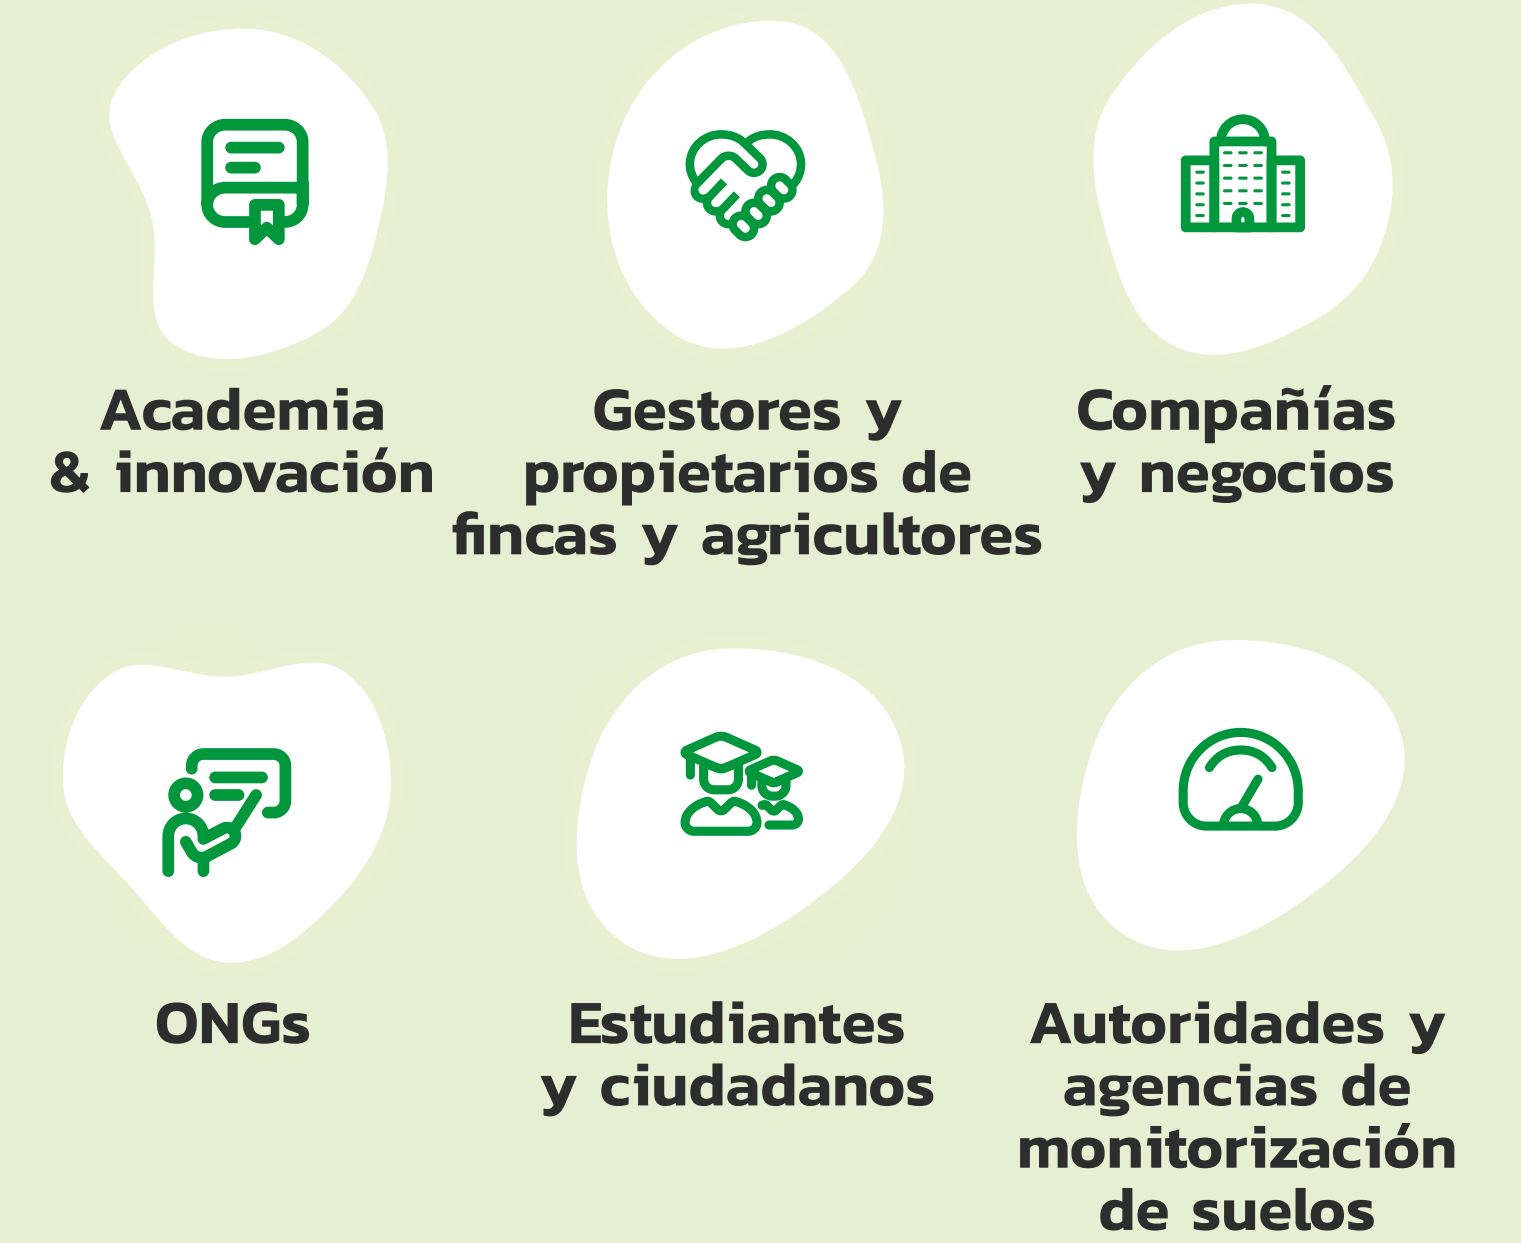 Academia
& innovación
Gestores y
propietarios de
fincas y agricultores
Compañías
y negocios
ONGs
Estudiantes
y ciudadanos
Autoridades y
agencias de
monitorización
de suelos